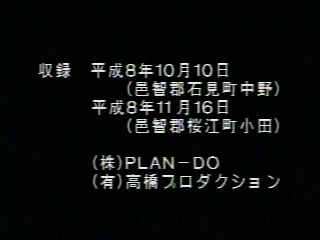 収録　平成8年10月10日
（邑智郡石見町中野）
平成8年11月16日
（邑智郡桜江町小田）
(株)PLAN－DO
(有)高橋プロダクション